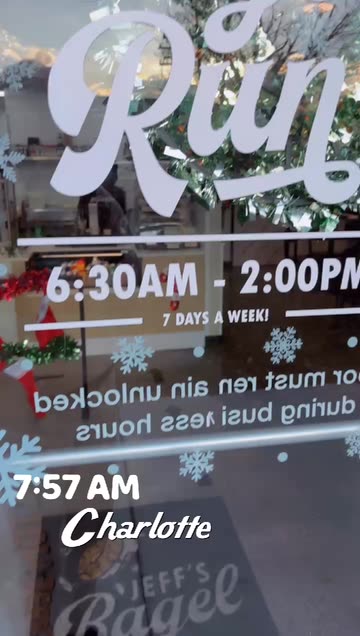 Run
6:30AM - 2:00PM
7 DAYS A WEEK!
door must remain unlocked
during business hours
7:57 AM
Charlotte
JEFF'S
Bagel